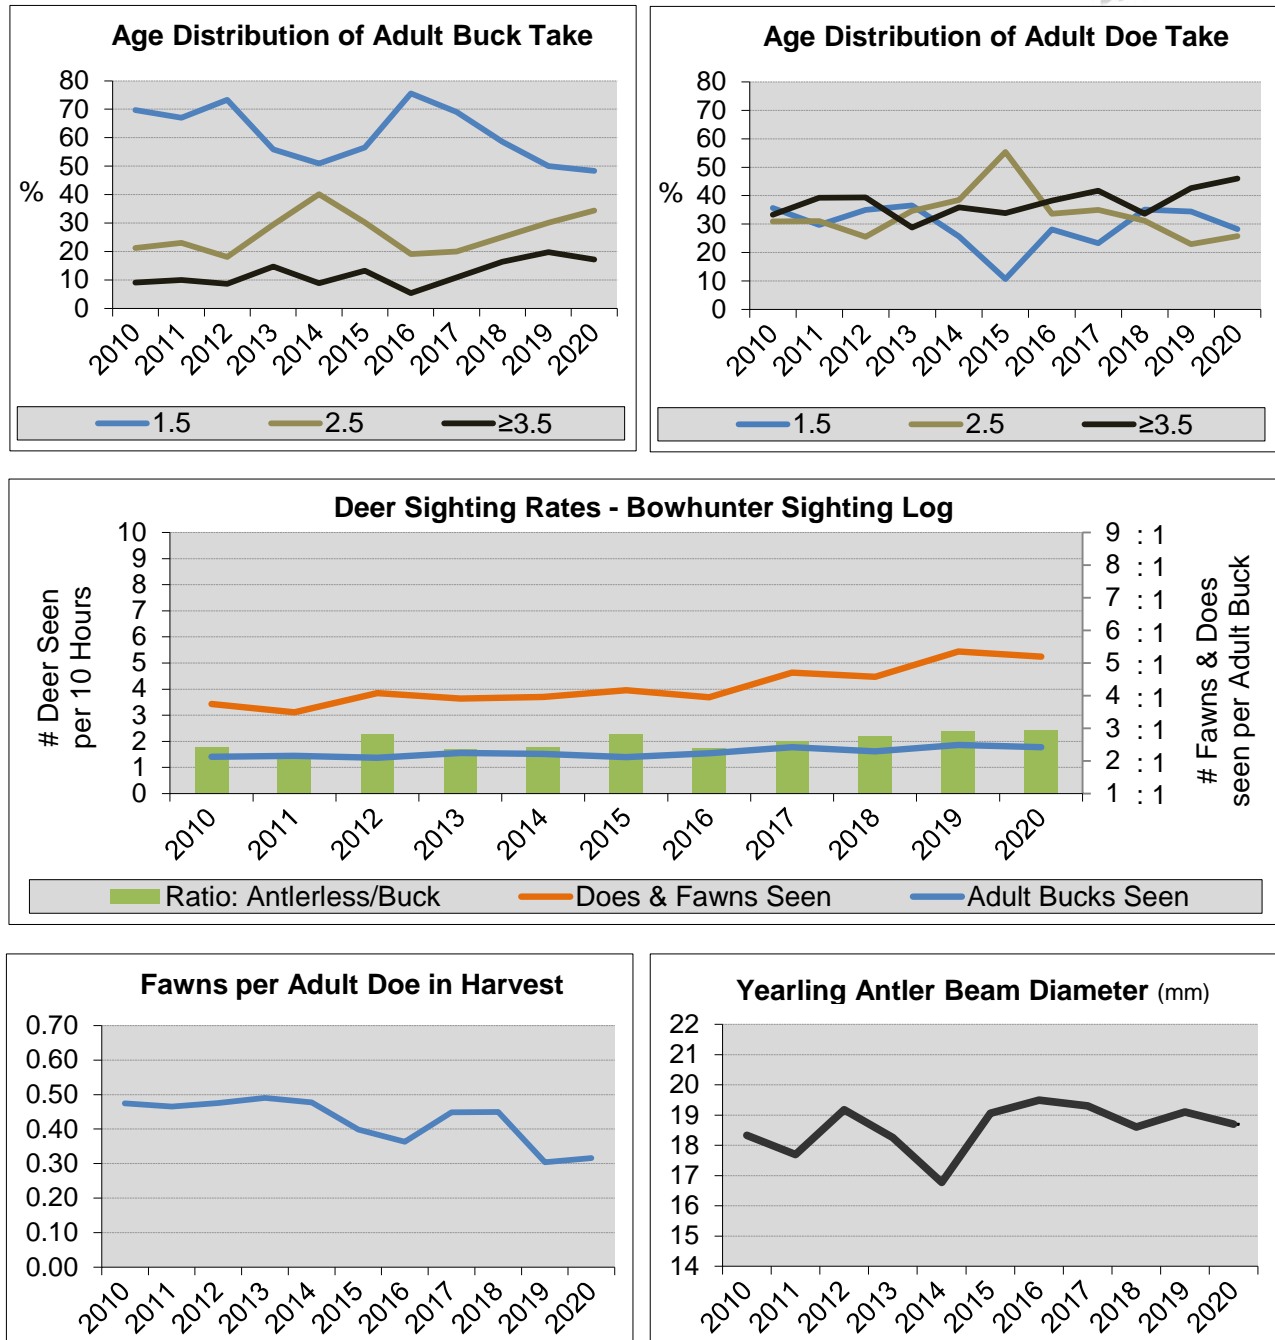 Age Distribution of Adult Buck Take
80
70
60
50
40
30
20
10
0
%
2010 2011 2012 2013 2014 2015 2016 2017 2018 2019 2020
1.5 2.5 ≥3.5
Age Distribution of Adult Doe Take
80
70
60
50
40
30
20
10
0
%
2010 2011 2012 2013 2014 2015 2016 2017 2018 2019 2020
1.5 2.5 ≥3.5
Deer Sighting Rates - Bowhunter Sighting Log
# Deer Seen
per 10 Hours
10
9
8
7
6
5
4
3
2
1
0
9 : 1
8 : 1
7 : 1
6 : 1
5 : 1
4 : 1
3 : 1
2 : 1
1 : 1
# Fawns & Does
seen per Adult Buck
2010 2011 2012 2013 2014 2015 2016 2017 2018 2019 2020
Ratio: Antlerless/Buck Does & Fawns Seen Adult Bucks Seen
Fawns per Adult Doe in Harvest
0.70
0.60
0.50
0.40
0.30
0.20
0.10
0.00
2010 2011 2012 2013 2014 2015 2016 2017 2018 2019 2020
Yearling Antler Beam Diameter (mm)
22
21
20
19
18
17
16
15
14
2010 2011 2012 2013 2014 2015 2016 2017 2018 2019 2020